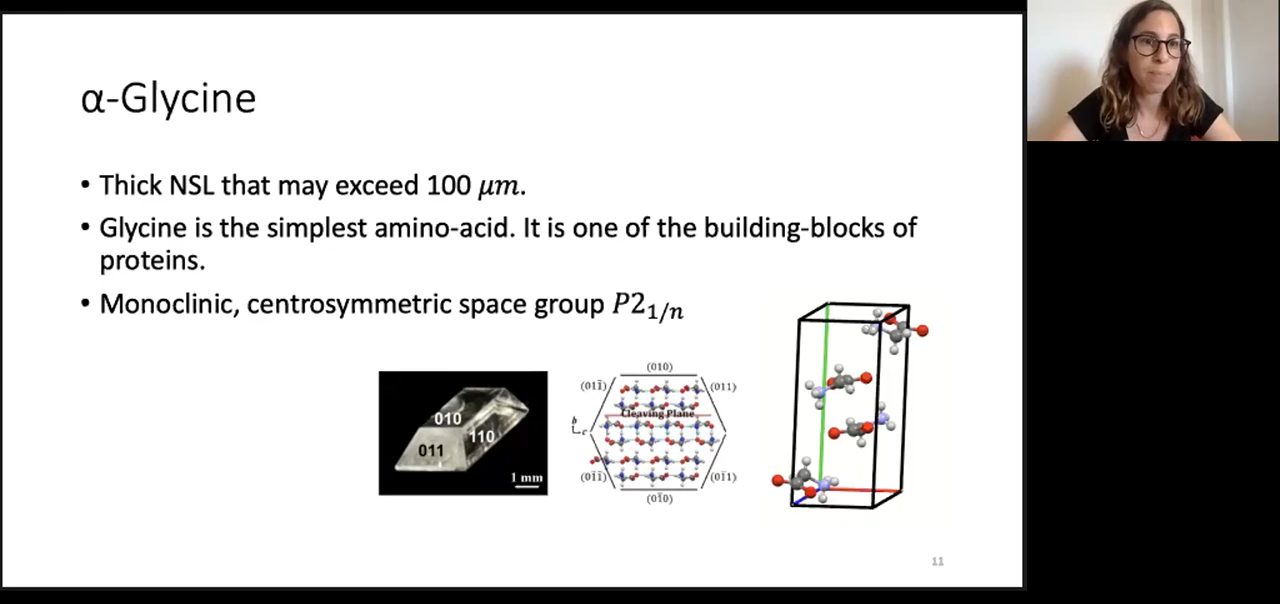 α-Glycine
• Thick NSL that may exceed 100 μm.
• Glycine is the simplest amino-acid. It is one of the building-blocks of
proteins.
• Monoclinic, centrosymmetric space group P2₁/ₙ
010
110
011
1 mm
(010)
(011̅)
(011)
Cleaving Plane
b
c
(01̅1̅)
(01̅1)
(01̅0)
11